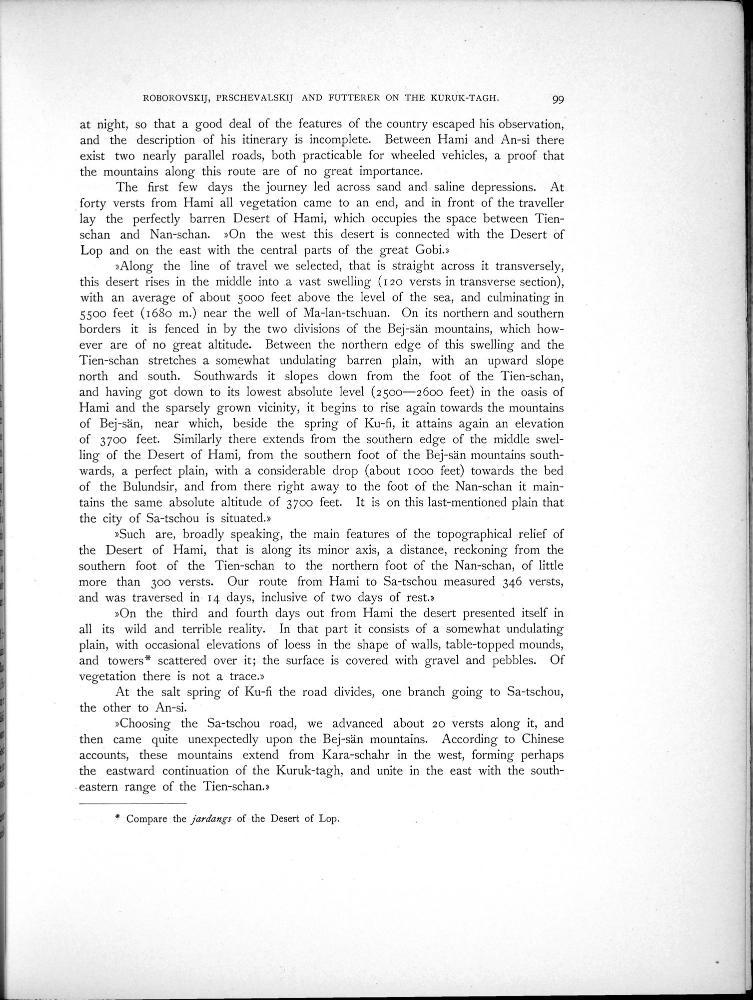 ROBOROVSKIJ, PRSCHEVALSKIJ AND FUTTERER ON THE KURUK-TAGH. 99
at night, so that a good deal of the features of the country escaped his observation,
and the description of his itinerary is incomplete. Between Hami and An-si there
exist two nearly parallel roads, both practicable for wheeled vehicles, a proof that
the mountains along this route are of no great importance.
The first few days the journey led across sand and saline depressions. At
forty versts from Hami all vegetation came to an end, and in front of the traveller
lay the perfectly barren Desert of Hami, which occupies the space between Tien-
schan and Nan-schan. »On the west this desert is connected with the Desert of
Lop and on the east with the central parts of the great Gobi.»
»Along the line of travel we selected, that is straight across it transversely,
this desert rises in the middle into a vast swelling (120 versts in transverse section),
with an average of about 5000 feet above the level of the sea, and culminating in
5500 feet (1680 m.) near the well of Ma-lan-tschuan. On its northern and southern
borders it is fenced in by the two divisions of the Bej-sän mountains, which how-
ever are of no great altitude. Between the northern edge of this swelling and the
Tien-schan stretches a somewhat undulating barren plain, with an upward slope
north and south. Southwards it slopes down from the foot of the Tien-schan,
and having got down to its lowest absolute level (2500—2600 feet) in the oasis of
Hami and the sparsely grown vicinity, it begins to rise again towards the mountains
of Bej-sän, near which, beside the spring of Ku-fi, it attains again an elevation
of 3700 feet. Similarly there extends from the southern edge of the middle swel-
ling of the Desert of Hami, from the southern foot of the Bej-sän mountains south-
wards, a perfect plain, with a considerable drop (about 1000 feet) towards the bed
of the Bulundsir, and from there right away to the foot of the Nan-schan it main-
tains the same absolute altitude of 3700 feet. It is on this last-mentioned plain that
the city of Sa-tschou is situated.»
»Such are, broadly speaking, the main features of the topographical relief of
the Desert of Hami, that is along its minor axis, a distance, reckoning from the
southern foot of the Tien-schan to the northern foot of the Nan-schan, of little
more than 300 versts. Our route from Hami to Sa-tschou measured 346 versts,
and was traversed in 14 days, inclusive of two days of rest.»
»On the third and fourth days out from Hami the desert presented itself in
all its wild and terrible reality. In that part it consists of a somewhat undulating
plain, with occasional elevations of loess in the shape of walls, table-topped mounds,
and towers* scattered over it; the surface is covered with gravel and pebbles. Of
vegetation there is not a trace.»
At the salt spring of Ku-fi the road divides, one branch going to Sa-tschou,
the other to An-si.
»Choosing the Sa-tschou road, we advanced about 20 versts along it, and
then came quite unexpectedly upon the Bej-sän mountains. According to Chinese
accounts, these mountains extend from Kara-schahr in the west, forming perhaps
the eastward continuation of the Kuruk-tagh, and unite in the east with the south-
eastern range of the Tien-schan.»
* Compare the jardangs of the Desert of Lop.